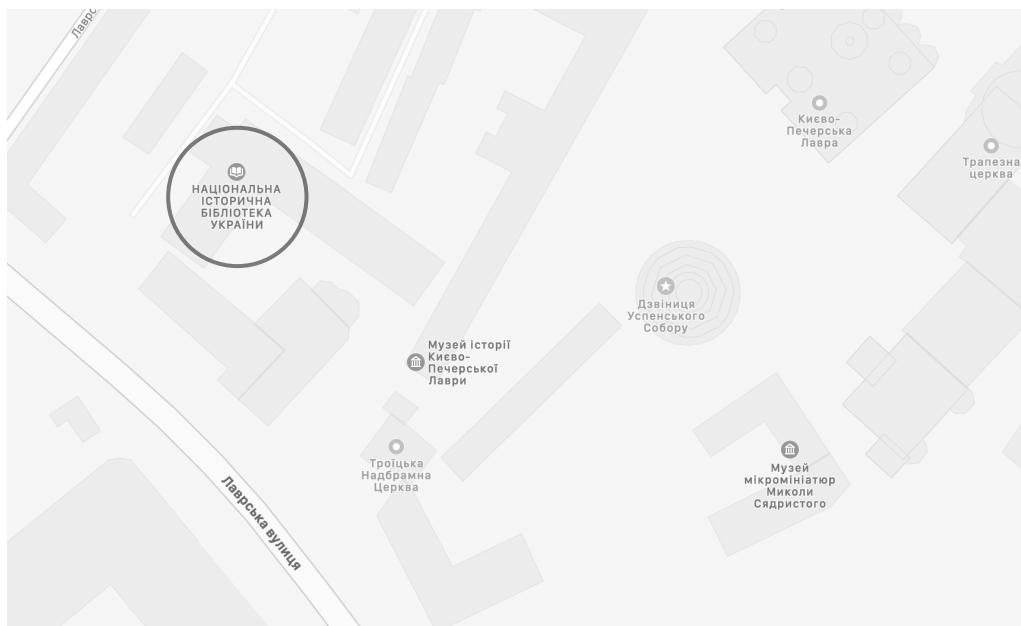 Лаврс
НАЦІОНАЛЬНА
ІСТОРИЧНА
БІБЛІОТЕКА
УКРАЇНИ
Києво-
Печерська
Лавра
Трапезна
церква
Дзвіниця
Успенського
Собору
Музей історії
Києво-
Печерської
Лаври
Троїцька
Надбрамна
Церква
Музей
мікромініатюр
Миколи
Сядристого
Лаврська вулиця